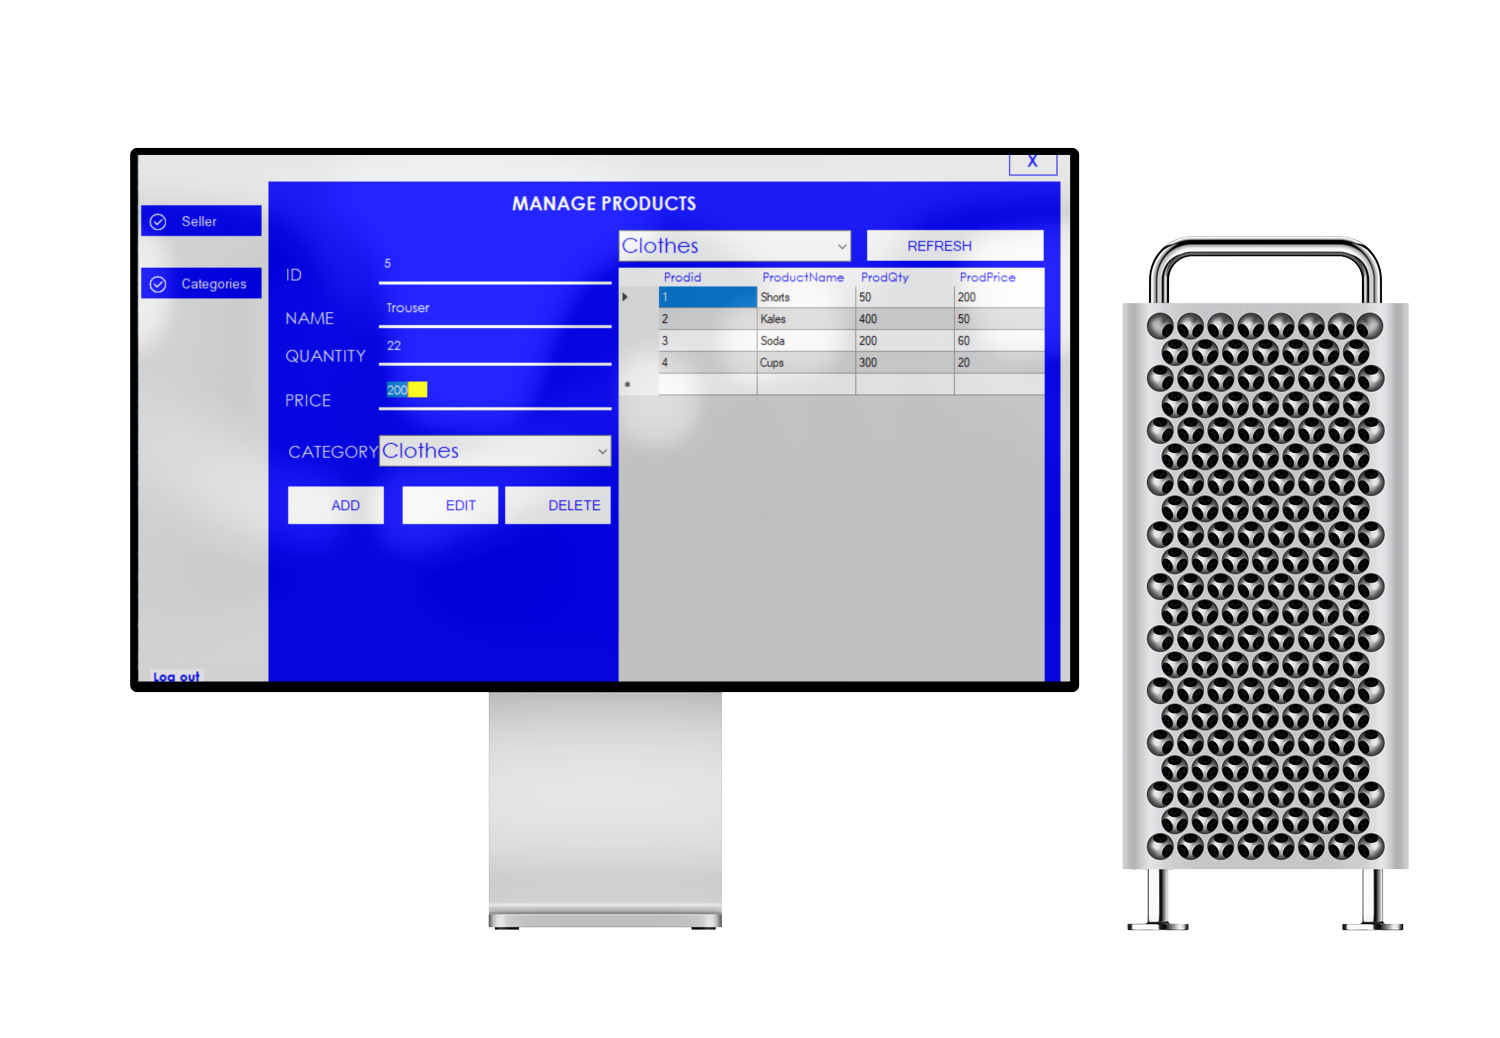 X
MANAGE PRODUCTS
Seller
Categories
Log out
ID 5
NAME Trouser
QUANTITY 22
PRICE 200
CATEGORY Clothes
ADD EDIT DELETE
Clothes REFRESH
Prodid ProductName ProdQty ProdPrice
1 Shorts 50 200
2 Kales 400 50
3 Soda 200 60
4 Cups 300 20